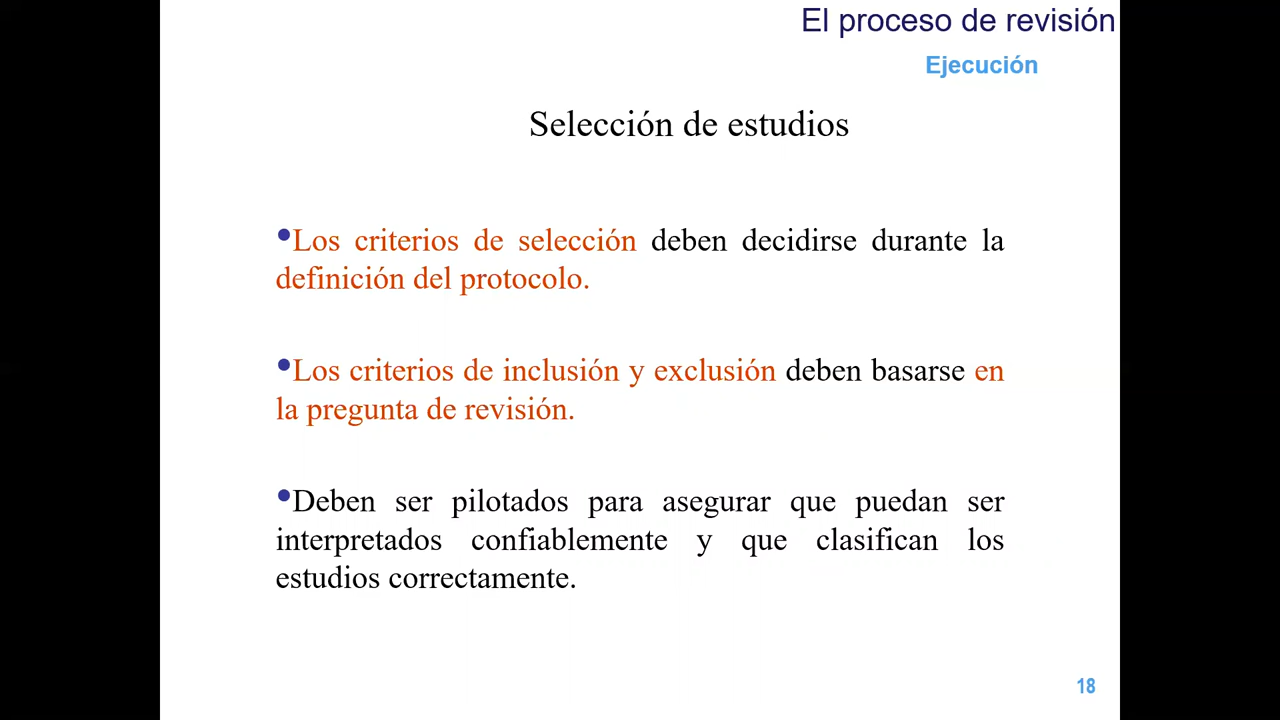 El proceso de revisión
Ejecución
Selección de estudios
•Los criterios de selección deben decidirse durante la
definición del protocolo.
•Los criterios de inclusión y exclusión deben basarse en
la pregunta de revisión.
•Deben ser pilotados para asegurar que puedan ser
interpretados confiablemente y que clasifican los
estudios correctamente.
18